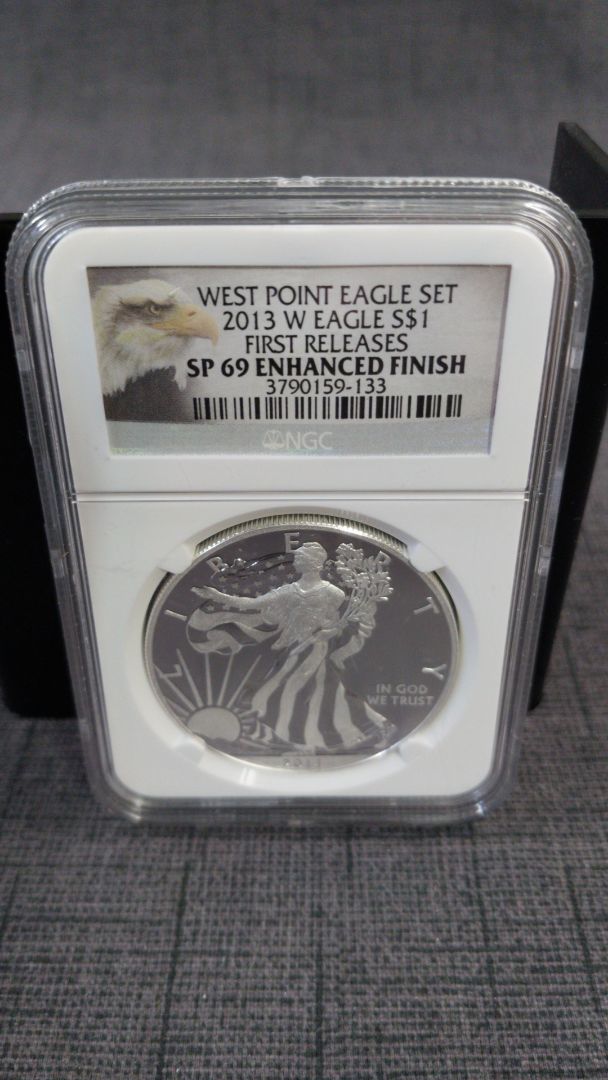 WEST POINT EAGLE SET
2013 W EAGLE S$1
FIRST RELEASES
SP 69 ENHANCED FINISH
3790159-133
NGC
LIBERTY
IN GOD
WE TRUST
2013